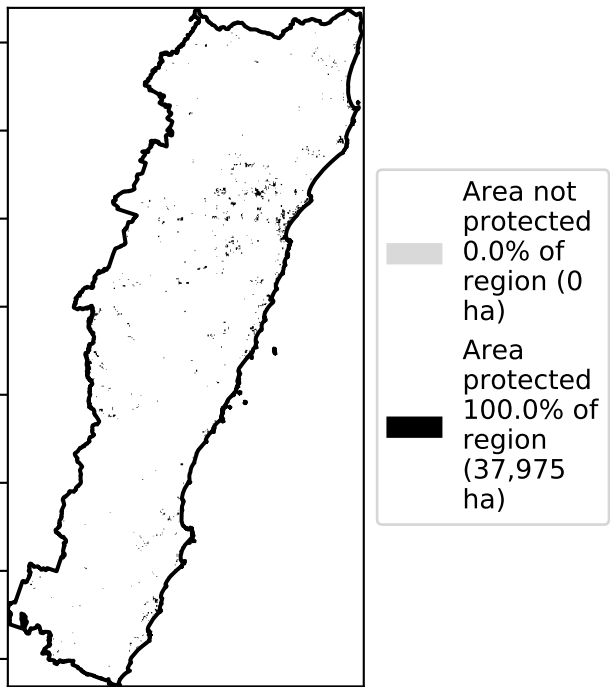 Area not
protected
0.0% of
region (0
ha)
Area
protected
100.0% of
region
(37,975
ha)